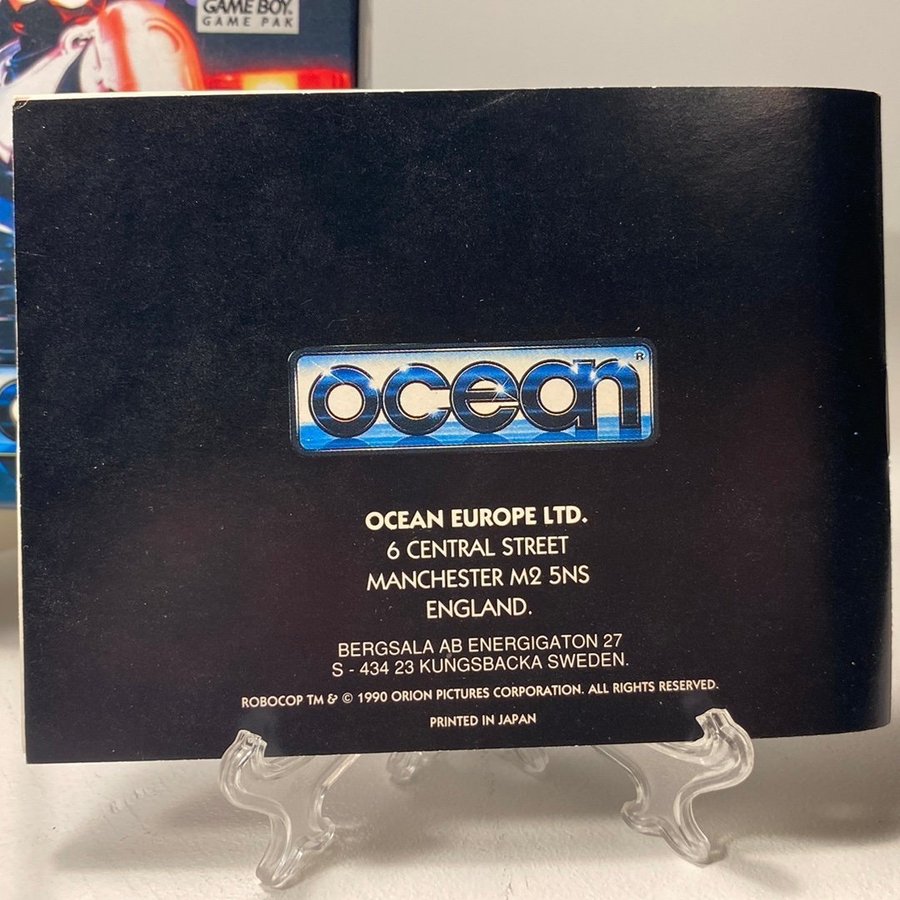 GAME BOY
GAME PAK
ocean®
OCEAN EUROPE LTD.
6 CENTRAL STREET
MANCHESTER M2 5NS
ENGLAND.
BERGSALA AB ENERGIGATON 27
S - 434 23 KUNGSBACKA SWEDEN.
ROBOCOP TM & © 1990 ORION PICTURES CORPORATION. ALL RIGHTS RESERVED.
PRINTED IN JAPAN